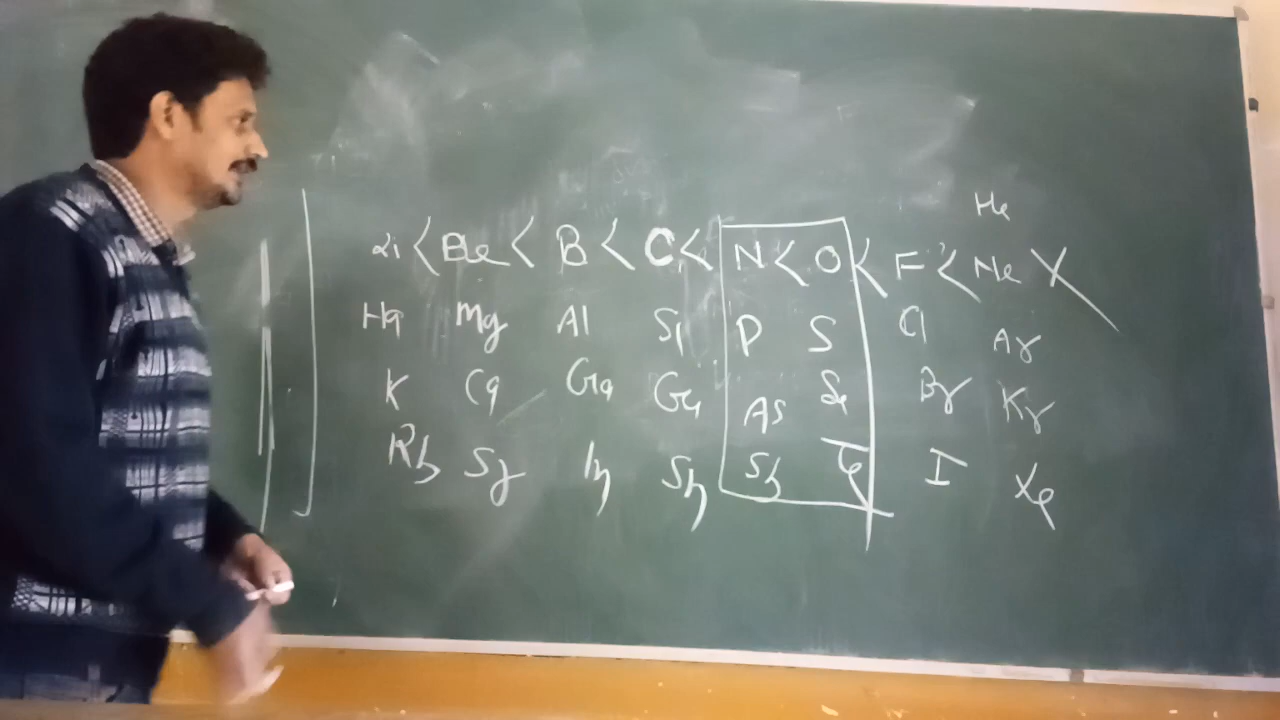 He
Li < Be < B < C < N < O < F < Ne X
Na Mg Al Si P S Cl Ar
K Ca Ga Ge As Se Br Kr
Rb Sr In Sn Sb Te I Xe